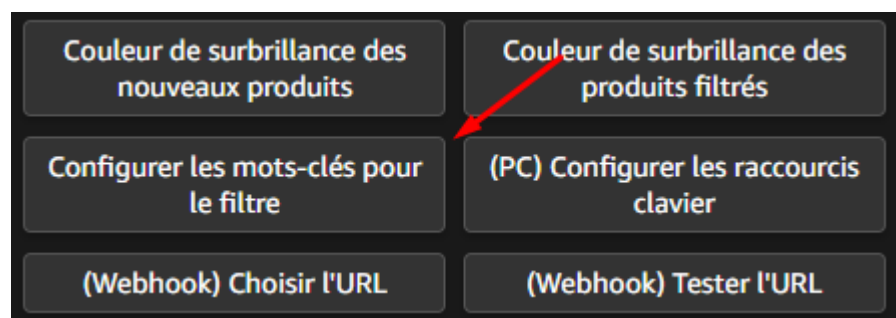 Couleur de surbrillance des
nouveaux produits
Couleur de surbrillance des
produits filtrés
Configurer les mots-clés pour
le filtre
(PC) Configurer les raccourcis
clavier
(Webhook) Choisir l'URL
(Webhook) Tester l'URL